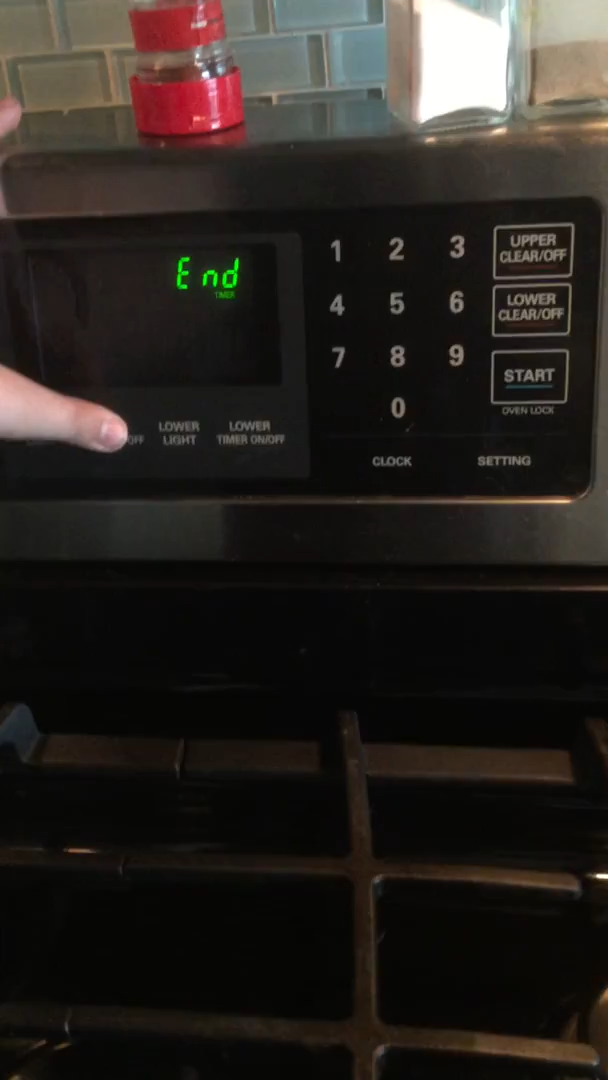 End
TIMER
1 2 3
UPPER
CLEAR/OFF
4 5 6
LOWER
CLEAR/OFF
7 8 9
START
OVEN LOCK
0
OFF
LOWER
LIGHT
LOWER
TIMER ON/OFF
CLOCK
SETTING